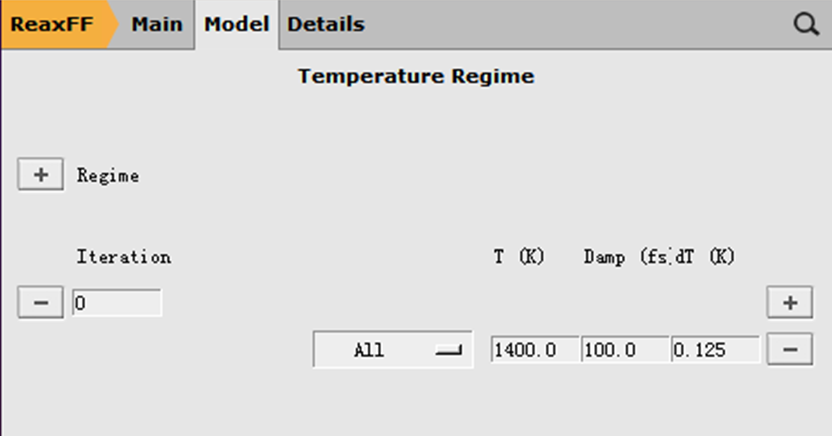 ReaxFF Main Model Details
Temperature Regime
+ Regime
Iteration T (K) Damp (fs) dT (K)
- 0 +
All 1400.0 100.0 0.125 -